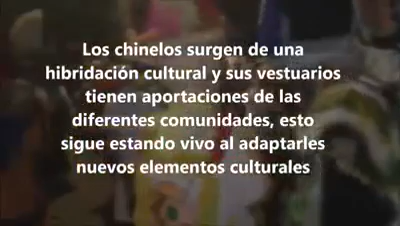 Los chinelos surgen de una
hibridación cultural y sus vestuarios
tienen aportaciones de las
diferentes comunidades, esto
sigue estando vivo al adaptarles
nuevos elementos culturales